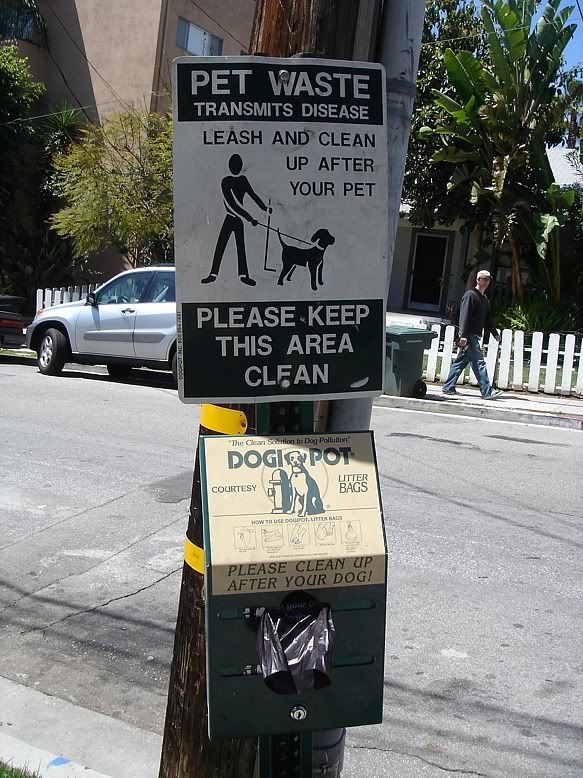 PET WASTE
TRANSMITS DISEASE
LEASH AND CLEAN
UP AFTER
YOUR PET
PLEASE KEEP
THIS AREA
CLEAN
"The Clean Solution to Dog Pollution"
DOGIPOT
COURTESY
LITTER
BAGS
HOW TO USE DOGIPOT LITTER BAGS
PLEASE CLEAN UP
AFTER YOUR DOG!